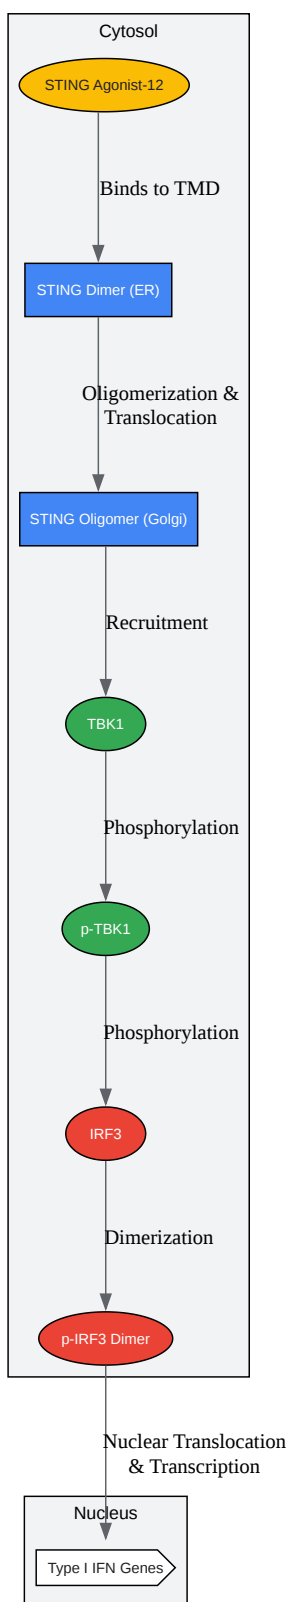 Cytosol
STING Agonist-12
Binds to TMD
STING Dimer (ER)
Oligomerization &
Translocation
STING Oligomer (Golgi)
Recruitment
TBK1
Phosphorylation
p-TBK1
Phosphorylation
IRF3
Dimerization
p-IRF3 Dimer
Nuclear Translocation
& Transcription
Nucleus
Type I IFN Genes